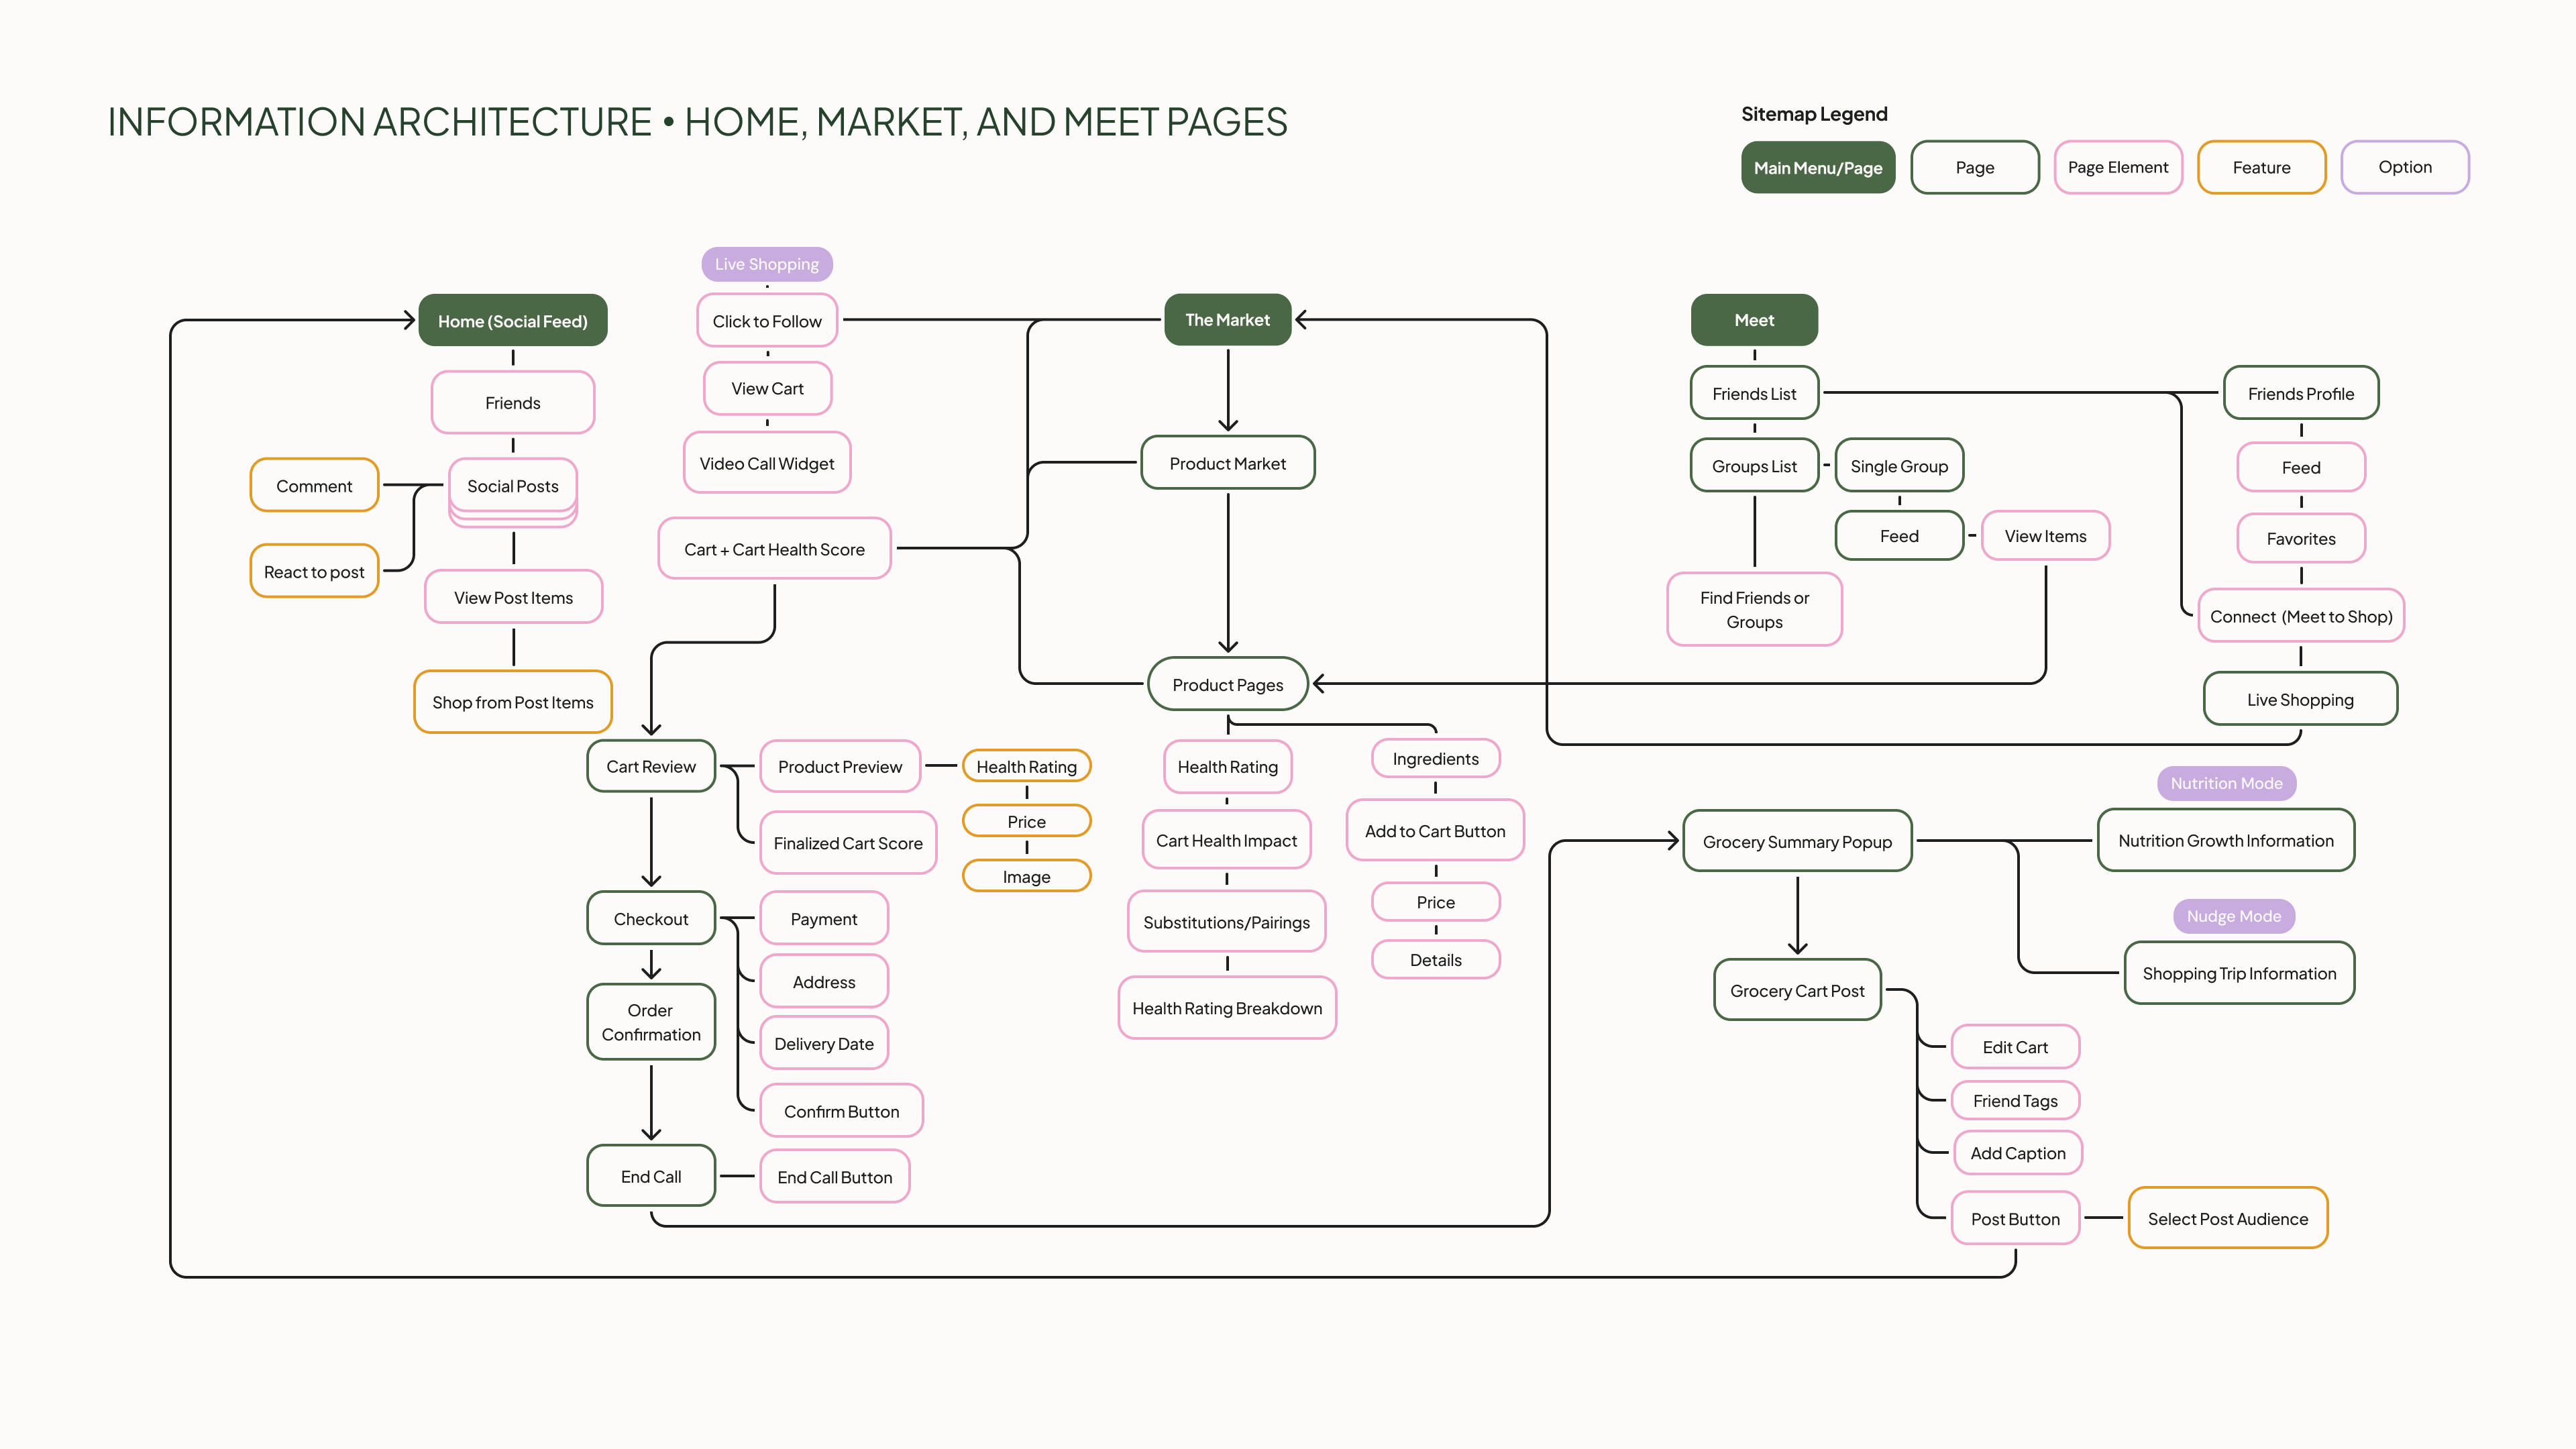 INFORMATION ARCHITECTURE • HOME, MARKET, AND MEET PAGES
Sitemap Legend
Main Menu/Page
Page
Page Element
Feature
Option
Home (Social Feed)
Friends
Social Posts
Comment
React to post
View Post Items
Shop from Post Items
Live Shopping
Click to Follow
View Cart
Video Call Widget
Cart + Cart Health Score
The Market
Product Market
Product Pages
Cart Review
Product Preview
Health Rating
Price
Image
Finalized Cart Score
Checkout
Payment
Address
Delivery Date
Confirm Button
Order
Confirmation
End Call
End Call Button
Health Rating
Cart Health Impact
Substitutions/Pairings
Health Rating Breakdown
Ingredients
Add to Cart Button
Price
Details
Meet
Friends List
Groups List
Single Group
Feed
View Items
Find Friends or
Groups
Friends Profile
Feed
Favorites
Connect (Meet to Shop)
Live Shopping
Grocery Summary Popup
Nutrition Mode
Nutrition Growth Information
Nudge Mode
Shopping Trip Information
Grocery Cart Post
Edit Cart
Friend Tags
Add Caption
Post Button
Select Post Audience